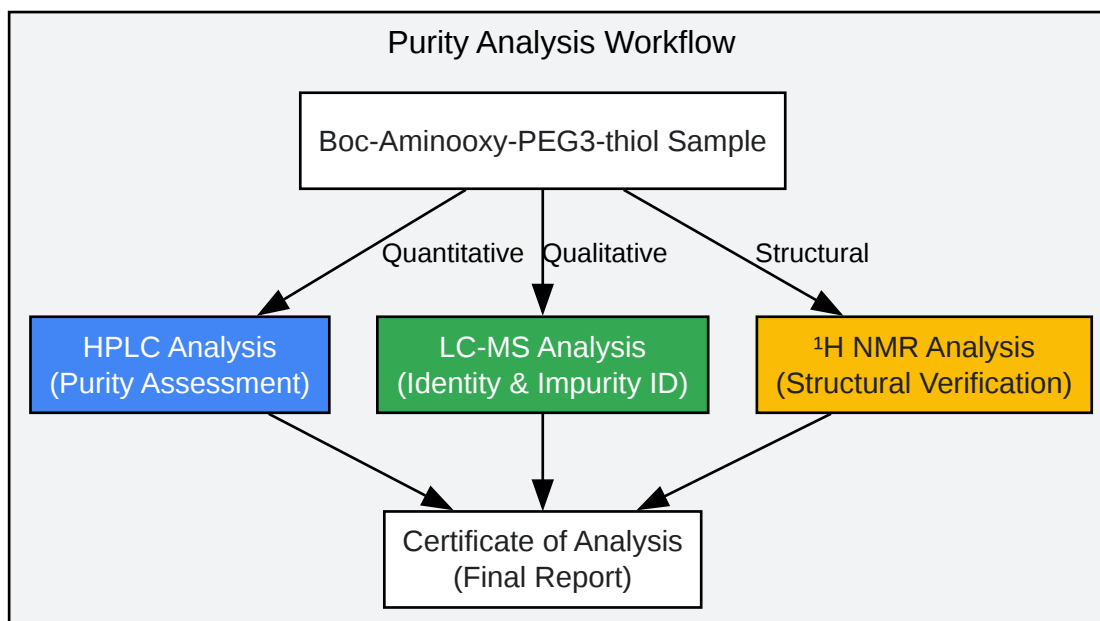 Purity Analysis Workflow
Boc-Aminooxy-PEG3-thiol Sample
Quantitative
Qualitative
Structural
HPLC Analysis
(Purity Assessment)
LC-MS Analysis
(Identity & Impurity ID)
¹H NMR Analysis
(Structural Verification)
Certificate of Analysis
(Final Report)